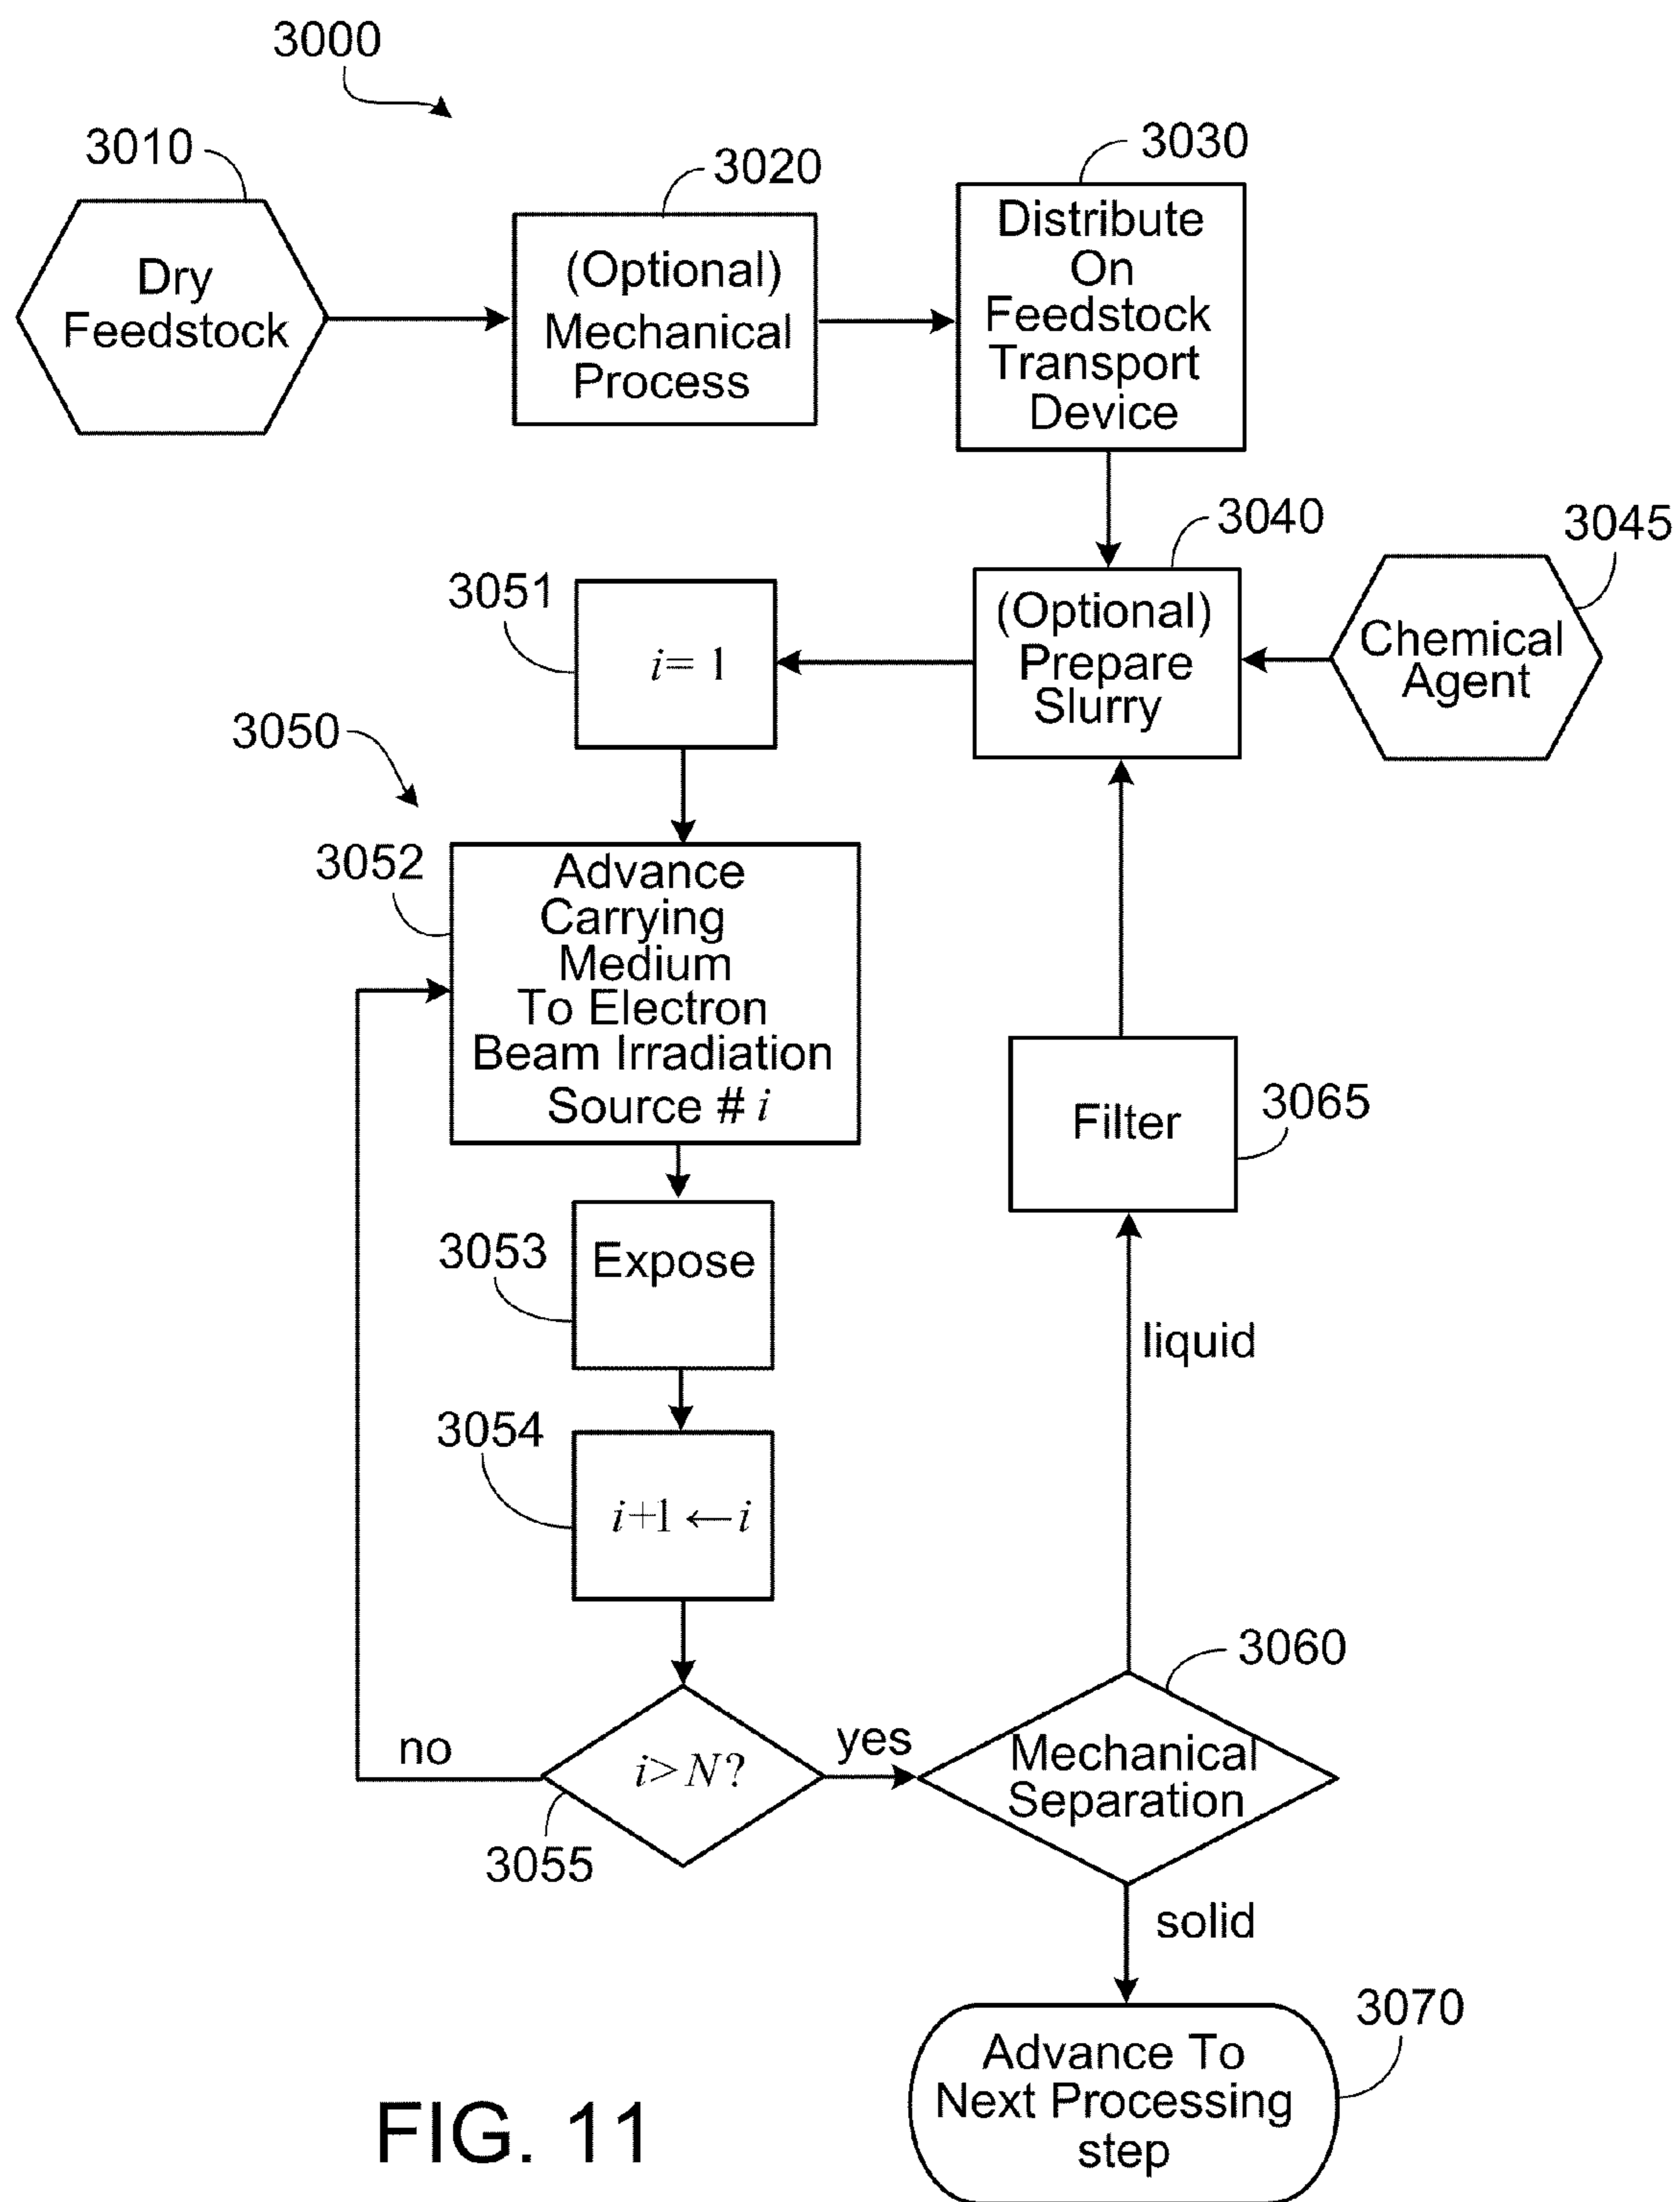 3000
3010
Dry
Feedstock
3020
(Optional)
Mechanical
Process
3030
Distribute
On
Feedstock
Transport
Device
3040
(Optional)
Prepare
Slurry
3045
Chemical
Agent
3051
i= 1
3050
3052
Advance
Carrying
Medium
To Electron
Beam Irradiation
Source # i
3053
Expose
3054
i+1 ←i
3055
i>N?
no
yes
3060
Mechanical
Separation
liquid
3065
Filter
solid
3070
Advance To
Next Processing
step
FIG. 11